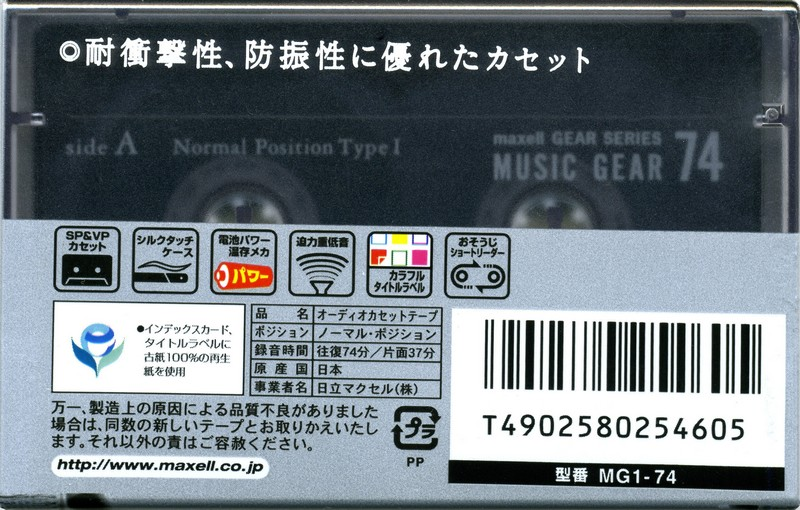 ◎耐衝撃性、防振性に優れたカセット
side A Normal Position Type I
maxell GEAR SERIES
MUSIC GEAR 74
SP&VP
カセット
シルクタッチ
ケース
電池パワー
温存メカ
パワー
迫力重低音
カラフル
タイトルラベル
おそうじ
ショートリーダー
●インデックスカード、
タイトルラベルに
古紙100%の再生
紙を使用
品名 オーディオカセットテープ
ポジション ノーマル・ポジション
録音時間 往復74分／片面37分
原産国 日本
事業者名 日立マクセル(株)
万一、製造上の原因による品質不良がありました
場合は、同数の新しいテープとお取りかえいたし
ます。それ以外の責はご容赦ください。
http://www.maxell.co.jp
プラ
PP
T4902580254605
型番 MG1-74